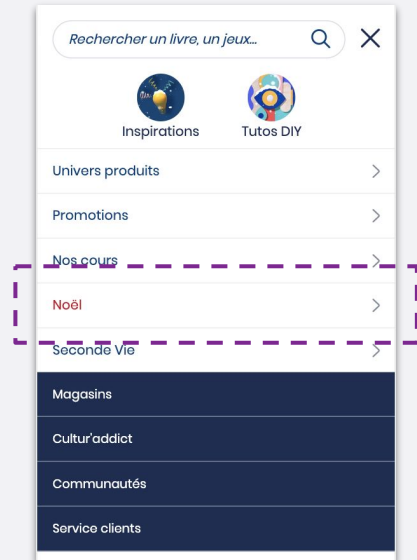 Rechercher un livre, un jeux...
Inspirations
Tutos DIY
Univers produits
Promotions
Nos cours
Noël
Seconde Vie
Magasins
Cultur'addict
Communautés
Service clients